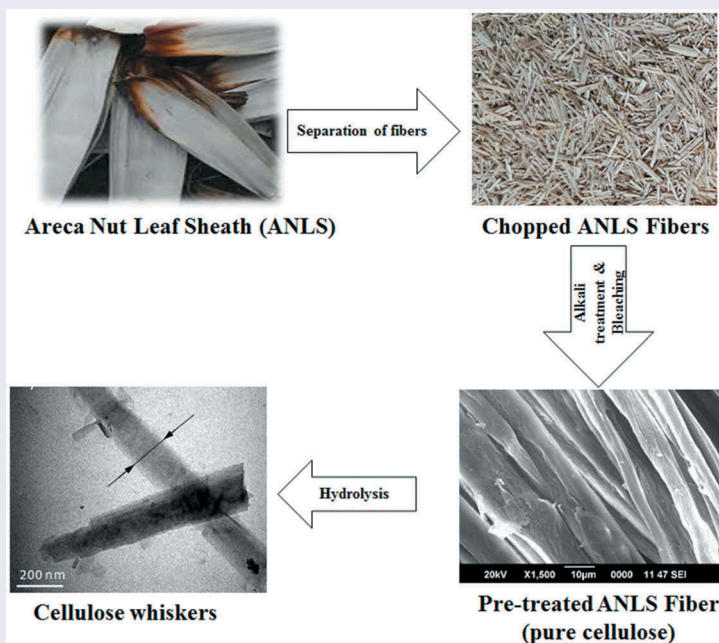 Separation of fibers
Areca Nut Leaf Sheath (ANLS)
Chopped ANLS Fibers
Alkali
treatment &
Bleaching
Hydrolysis
200 nm
20kV X1,500 10µm 0000 11 47 SEI
Cellulose whiskers
Pre-treated ANLS Fiber
(pure cellulose)